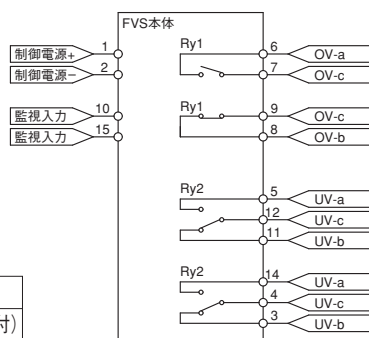 FVS本体
制御電源+ 1
制御電源− 2
監視入力 10
監視入力 15
Ry1 6 OV-a
7 OV-c
Ry1 9 OV-c
8 OV-b
Ry2 5 UV-a
12 UV-c
11 UV-b
Ry2 14 UV-a
4 UV-c
3 UV-b
付)